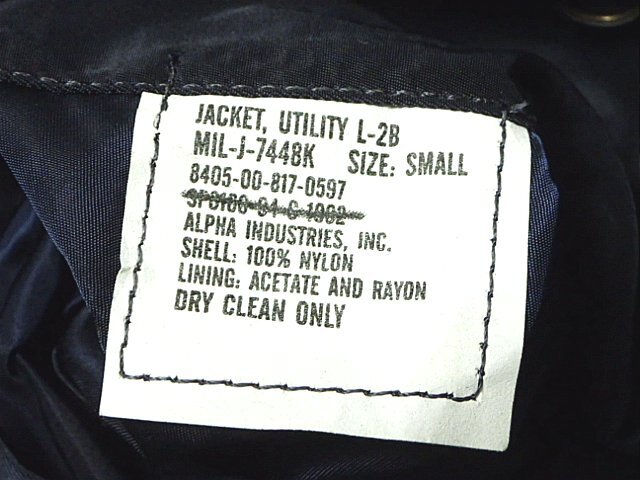 JACKET, UTILITY L-2B
MIL-J-7448K SIZE: SMALL
8405-00-817-0597
ALPHA INDUSTRIES, INC.
SHELL: 100% NYLON
LINING: ACETATE AND RAYON
DRY CLEAN ONLY